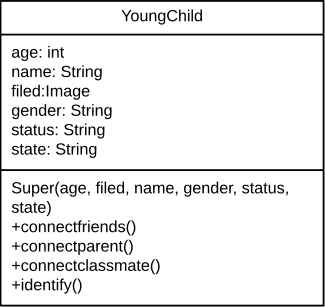 YoungChild
age: int
name: String
filed:Image
gender: String
status: String
state: String
Super(age, filed, name, gender, status,
state)
+connectfriends()
+connectparent()
+connectclassmate()
+identify()